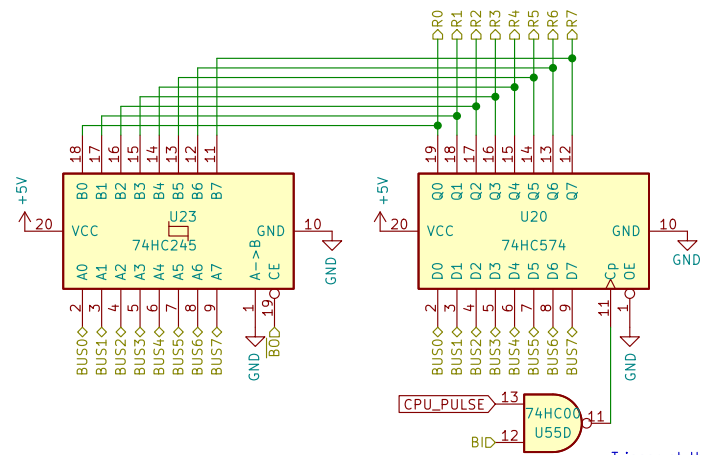 R0 R1 R2 R3 R4 R5 R6 R7
18 17 16 15 14 13 12 11
19 18 17 16 15 14 13 12
B0 B1 B2 B3 B4 B5 B6 B7
Q0 Q1 Q2 Q3 Q4 Q5 Q6 Q7
+5V 20 VCC U23 GND 10 GND
74HC245
+5V 20 VCC U20 GND 10 GND
74HC574
A0 A1 A2 A3 A4 A5 A6 A7 A->B CE
D0 D1 D2 D3 D4 D5 D6 D7 CP OE
2 3 4 5 6 7 8 9 1 19
2 3 4 5 6 7 8 9 11 1
BUS0 BUS1 BUS2 BUS3 BUS4 BUS5 BUS6 BUS7 GND BO
BUS0 BUS1 BUS2 BUS3 BUS4 BUS5 BUS6 BUS7 GND
CPU_PULSE 13 74HC00 11
BI 12 U55D